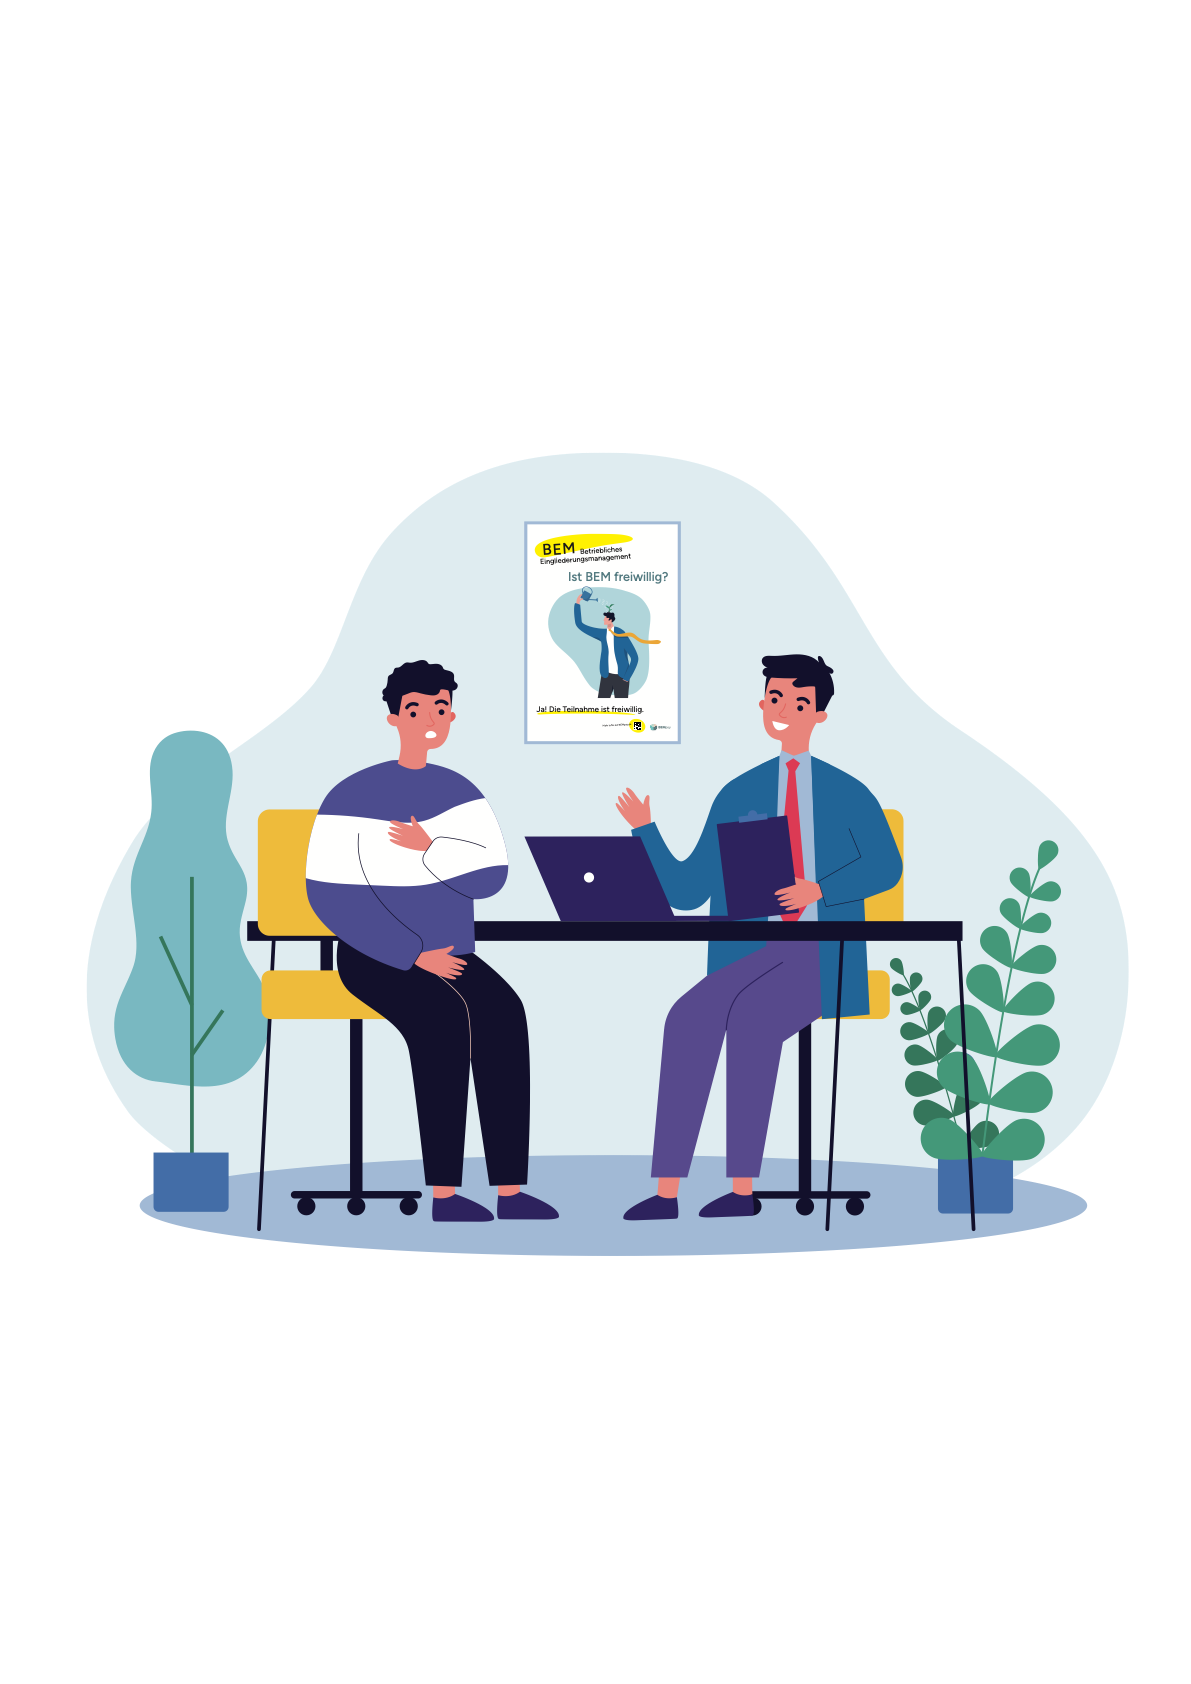 BEM Betriebliches
Eingliederungsmanagement
Ist BEM freiwillig?
Ja! Die Teilnahme ist freiwillig.